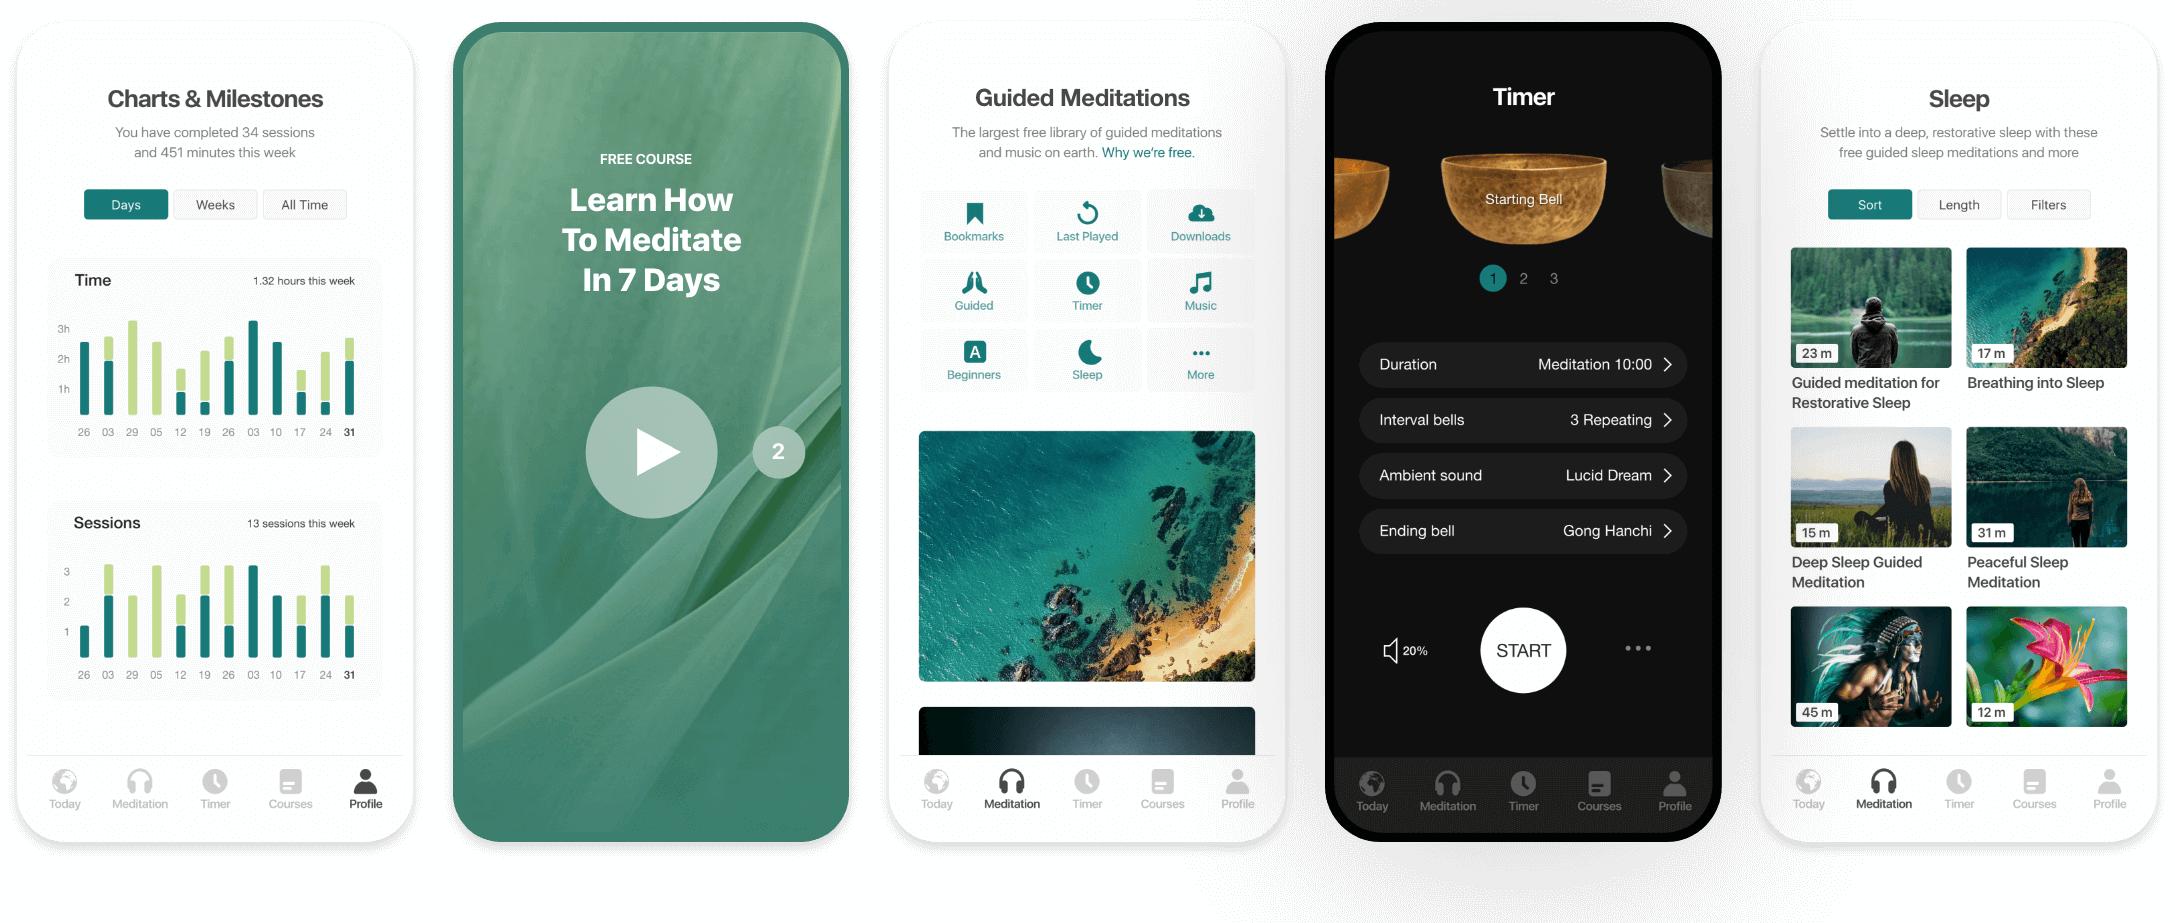 Charts & Milestones
You have completed 34 sessions
and 451 minutes this week
Days
Weeks
All Time
Time
1.32 hours this week
3h
2h
1h
26 03 29 05 12 19 26 03 10 17 24 31
Sessions
13 sessions this week
3
2
1
26 03 29 05 12 19 26 03 10 17 24 31
Today
Meditation
Timer
Courses
Profile
FREE COURSE
Learn How
To Meditate
In 7 Days
2
Guided Meditations
The largest free library of guided meditations
and music on earth. Why we're free.
Bookmarks
Last Played
Downloads
Guided
Timer
Music
A
Beginners
Sleep
More
Today
Meditation
Timer
Courses
Profile
Timer
Starting Bell
1 2 3
Duration
Meditation 10:00
Interval bells
3 Repeating
Ambient sound
Lucid Dream
Ending bell
Gong Hanchi
20%
START
Today
Meditation
Timer
Courses
Profile
Sleep
Settle into a deep, restorative sleep with these
free guided sleep meditations and more
Sort
Length
Filters
23 m
Guided meditation for
Restorative Sleep
17 m
Breathing into Sleep
15 m
Deep Sleep Guided
Meditation
31 m
Peaceful Sleep
Meditation
45 m
12 m
Today
Meditation
Timer
Courses
Profile